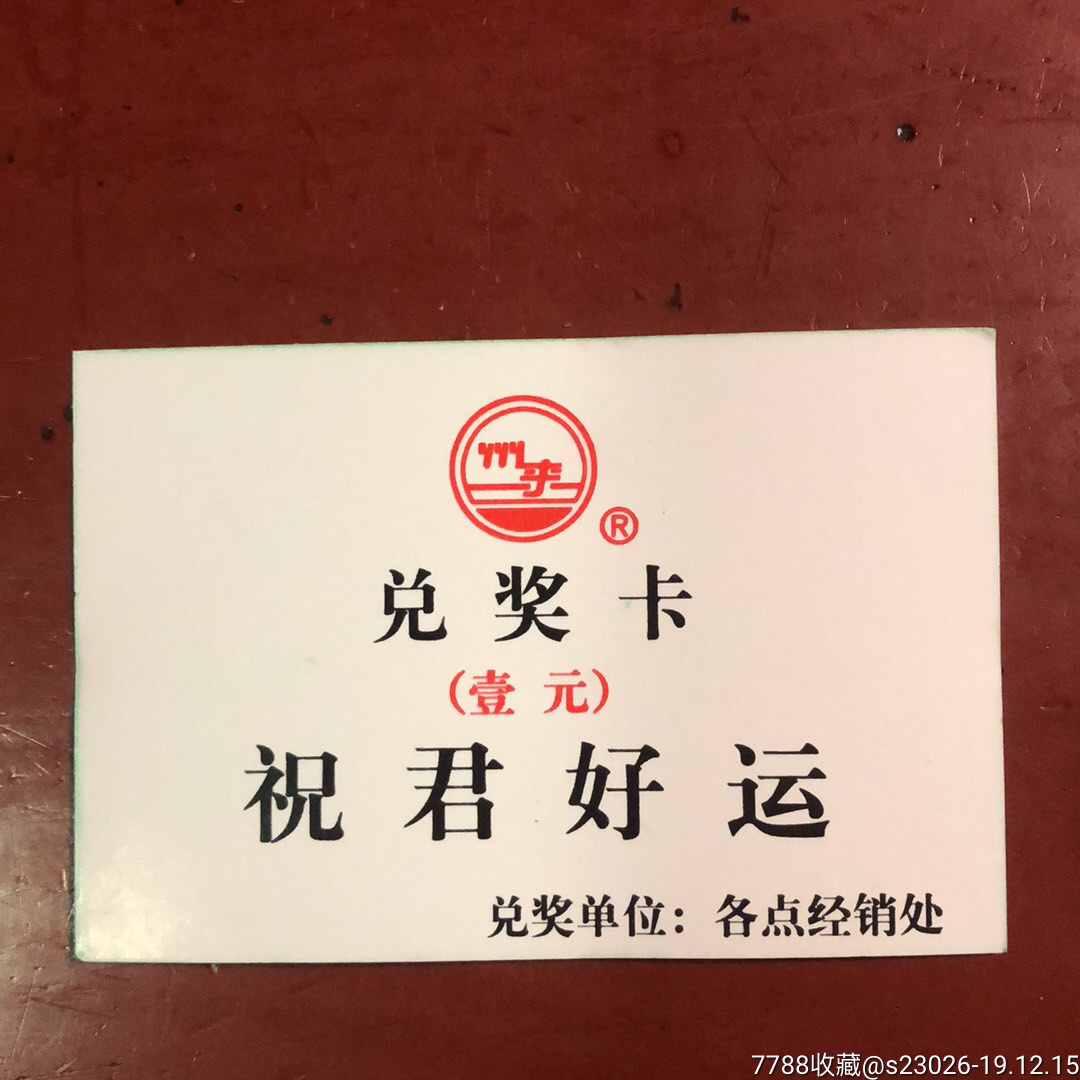 ®
兑奖卡
(壹元)
祝君好运
兑奖单位：各点经销处
7788收藏@s23026-19.12.15